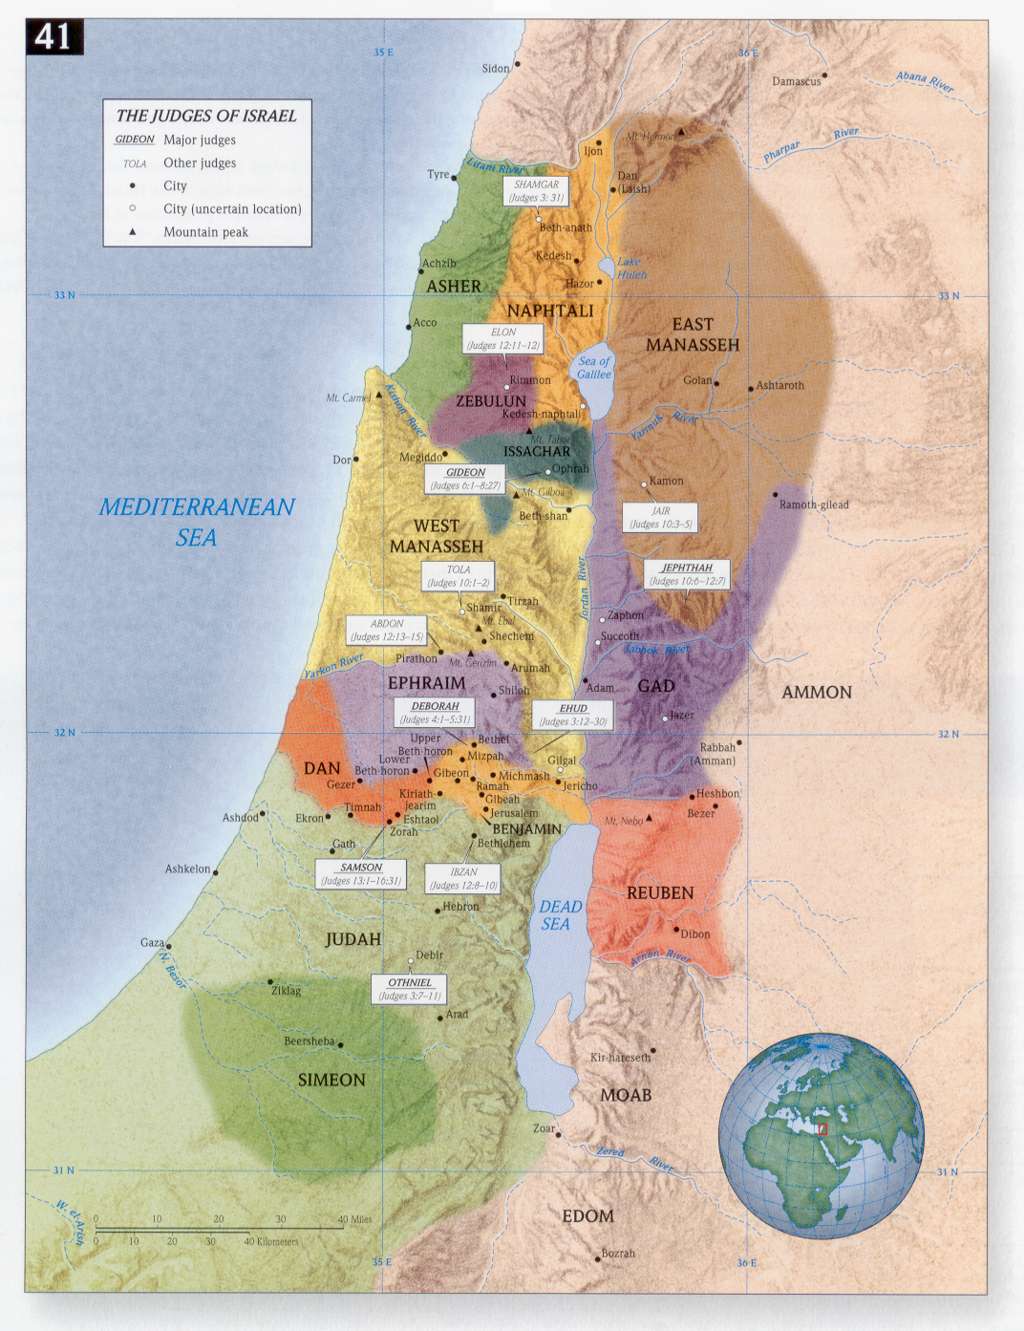 41
35 E
36 E
Sidon
Damascus
Abana River
THE JUDGES OF ISRAEL
GIDEON Major judges
TOLA Other judges
City
City (uncertain location)
Mountain peak
Mt. Hermon
Ijon
Pharpar River
Litani River
Tyre
Dan
(Laish)
SHAMGAR
(Judges 3: 31)
Beth-anath
Kedesh
Lake
Huleh
Achzib
Hazor
ASHER
33 N
33 N
NAPHTALI
Acco
EAST
MANASSEH
ELON
(Judges 12:11–12)
Sea of
Galilee
Rimmon
Golan
Ashtaroth
Mt. Carmel
Kishon River
ZEBULUN
Kedesh-naphtali
Yarmuk River
Mt. Tabor
ISSACHAR
Dor
Megiddo
GIDEON
(Judges 6:1–8:27)
Ophrah
Kamon
Mt. Gilboa
Ramoth-gilead
MEDITERRANEAN
SEA
Beth-shan
JAIR
(Judges 10:3–5)
WEST
MANASSEH
TOLA
(Judges 10:1–2)
Jordan River
JEPHTHAH
(Judges 10:6–12:7)
Tirzah
Shamir
Zaphon
ABDON
(Judges 12:13–15)
Mt. Ebal
Shechem
Succoth
Jabbok River
Pirathon
Mt. Gerizim
Arumah
Yarkon River
EPHRAIM
Shiloh
Adam
GAD
AMMON
DEBORAH
(Judges 4:1–5:31)
EHUD
(Judges 3:12–30)
Jazer
32 N
32 N
Upper
Beth-horon
Bethel
Mizpah
Rabbah
(Amman)
DAN
Lower
Beth-horon
Gibeon
Michmash
Gilgal
Jericho
Gezer
Ramah
Kiriath-
Jearim
Gibeah
Heshbon
Bezer
Timnah
Eshtaol
Jerusalem
Mt. Nebo
Ashdod
Ekron
Zorah
BENJAMIN
Gath
Bethlehem
Ashkelon
SAMSON
(Judges 13:1–16:31)
IBZAN
(Judges 12:8–10)
REUBEN
Hebron
DEAD
SEA
Gaza
JUDAH
Dibon
N. Besor
Debir
Arnon River
OTHNIEL
(Judges 3:7–11)
Ziklag
Arad
Beersheba
Kir-hareseth
SIMEON
MOAB
Zoar
31 N
31 N
Zered River
W. el-Arish
0 10 20 30 40 Miles
0 10 20 30 40 Kilometers
EDOM
Bozrah
35 E
36 E